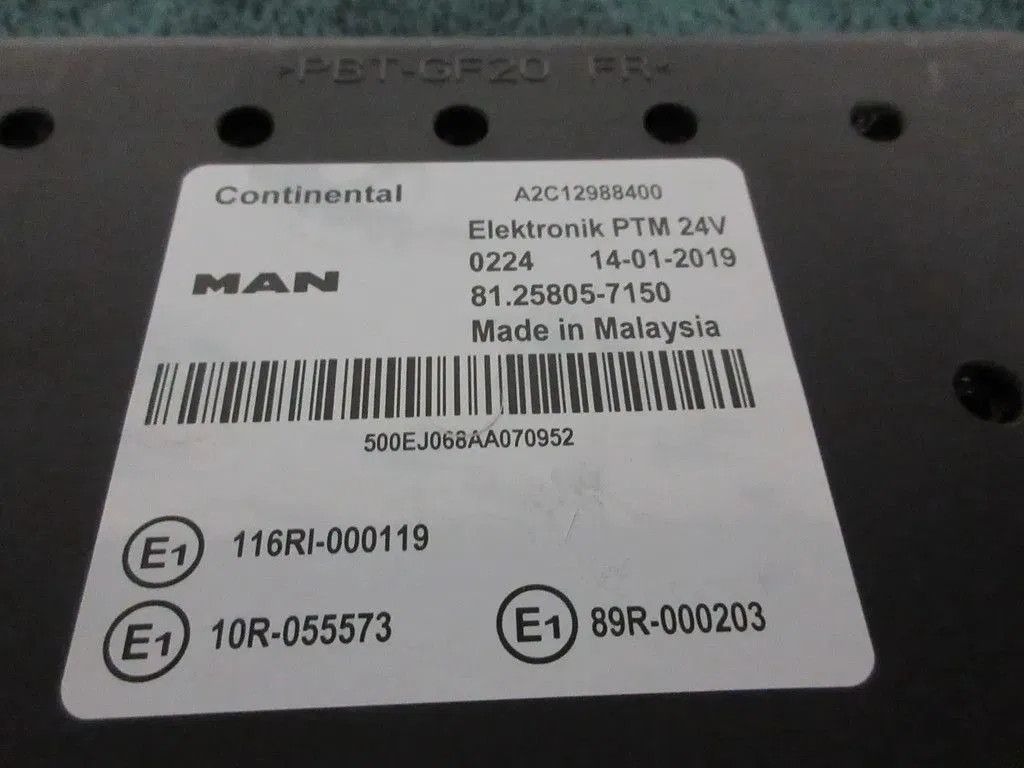 >PBT-GF20 FR<
Continental A2C12988400
Elektronik PTM 24V
0224 14-01-2019
MAN 81.25805-7150
Made in Malaysia
500EJ068AA070952
E1 116RI-000119
E1 10R-055573 E1 89R-000203